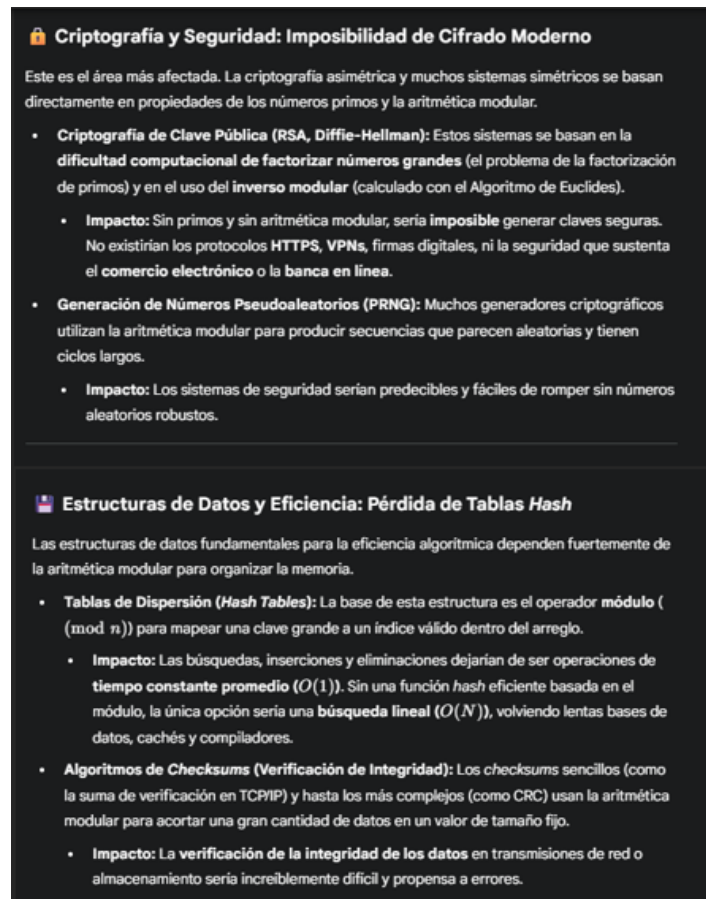 🔒 Criptografía y Seguridad: Imposibilidad de Cifrado Moderno
Este es el área más afectada. La criptografía asimétrica y muchos sistemas simétricos se basan
directamente en propiedades de los números primos y la aritmética modular.
• Criptografía de Clave Pública (RSA, Diffie-Hellman): Estos sistemas se basan en la
dificultad computacional de factorizar números grandes (el problema de la factorización
de primos) y en el uso del inverso modular (calculado con el Algoritmo de Euclides).
• Impacto: Sin primos y sin aritmética modular, sería imposible generar claves seguras.
No existirían los protocolos HTTPS, VPNs, firmas digitales, ni la seguridad que sustenta
el comercio electrónico o la banca en línea.
• Generación de Números Pseudoaleatorios (PRNG): Muchos generadores criptográficos
utilizan la aritmética modular para producir secuencias que parecen aleatorias y tienen
ciclos largos.
• Impacto: Los sistemas de seguridad serían predecibles y fáciles de romper sin números
aleatorios robustos.
💾 Estructuras de Datos y Eficiencia: Pérdida de Tablas Hash
Las estructuras de datos fundamentales para la eficiencia algorítmica dependen fuertemente de
la aritmética modular para organizar la memoria.
• Tablas de Dispersión (Hash Tables): La base de esta estructura es el operador módulo (
(mod n)) para mapear una clave grande a un índice válido dentro del arreglo.
• Impacto: Las búsquedas, inserciones y eliminaciones dejarían de ser operaciones de
tiempo constante promedio (O(1)). Sin una función hash eficiente basada en el
módulo, la única opción sería una búsqueda lineal (O(N)), volviendo lentas bases de
datos, cachés y compiladores.
• Algoritmos de Checksums (Verificación de Integridad): Los checksums sencillos (como
la suma de verificación en TCP/IP) y hasta los más complejos (como CRC) usan la aritmética
modular para acortar una gran cantidad de datos en un valor de tamaño fijo.
• Impacto: La verificación de la integridad de los datos en transmisiones de red o
almacenamiento sería increíblemente difícil y propensa a errores.